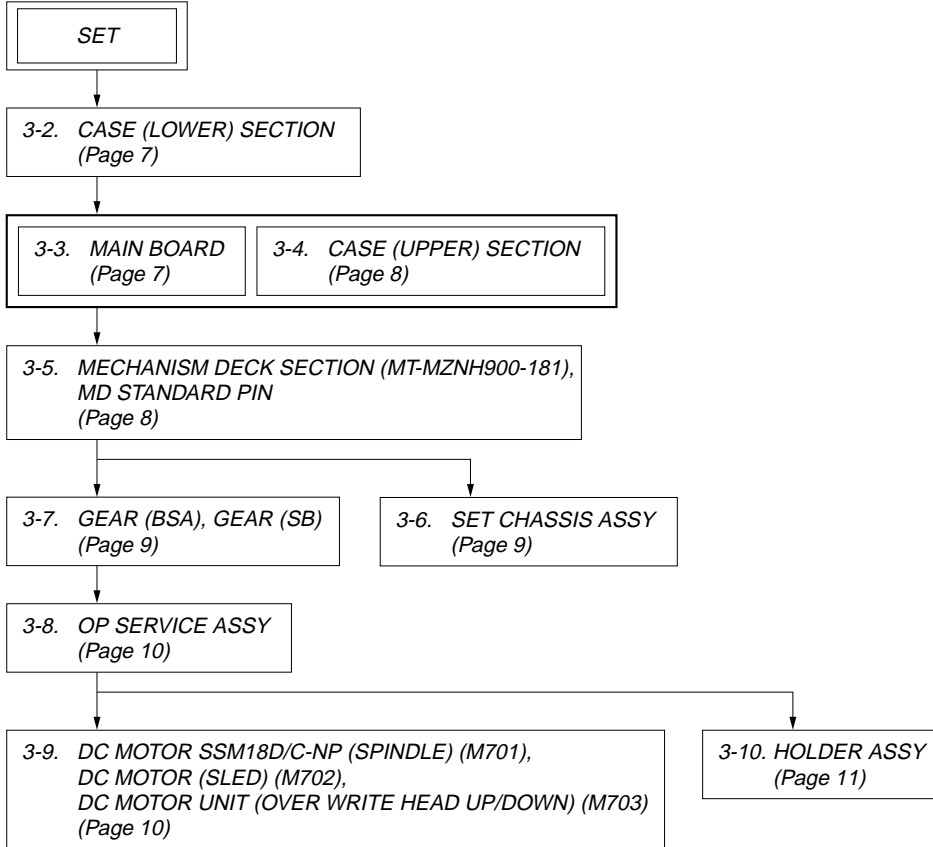 SET
3-2. CASE (LOWER) SECTION
(Page 7)
3-3. MAIN BOARD
(Page 7)
3-4. CASE (UPPER) SECTION
(Page 8)
3-5. MECHANISM DECK SECTION (MT-MZNH900-181),
MD STANDARD PIN
(Page 8)
3-7. GEAR (BSA), GEAR (SB)
(Page 9)
3-6. SET CHASSIS ASSY
(Page 9)
3-8. OP SERVICE ASSY
(Page 10)
3-9. DC MOTOR SSM18D/C-NP (SPINDLE) (M701),
DC MOTOR (SLED) (M702),
DC MOTOR UNIT (OVER WRITE HEAD UP/DOWN) (M703)
(Page 10)
3-10. HOLDER ASSY
(Page 11)